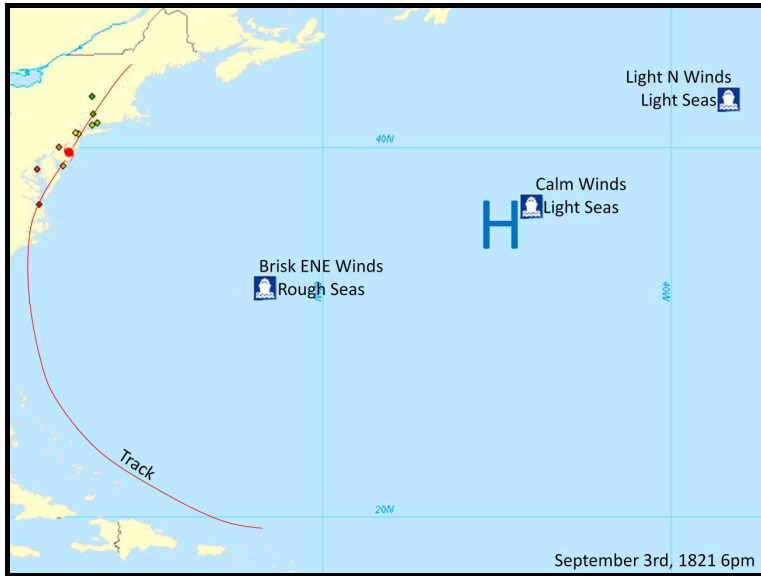 Light N Winds
Light Seas
40N
Calm Winds
H
Light Seas
Brisk ENE Winds
Rough Seas
40W
Track
20N
September 3rd, 1821 6pm